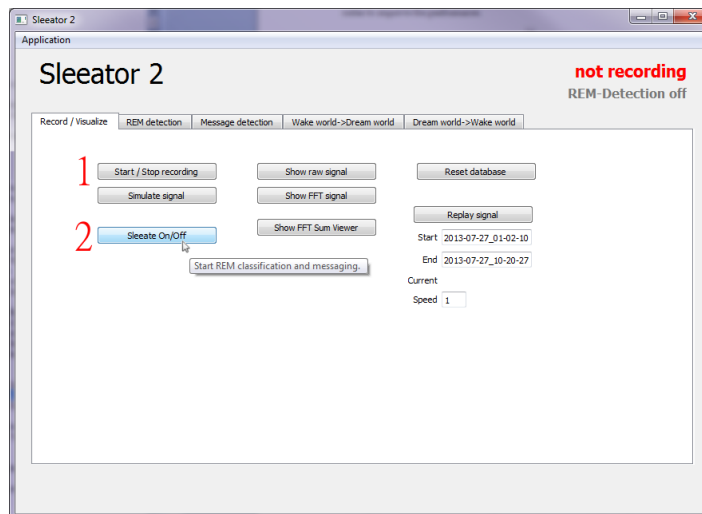 Sleeator 2
Application
Sleeator 2
not recording
REM-Detection off
Record / Visualize
REM detection
Message detection
Wake world->Dream world
Dream world->Wake world
1
Start / Stop recording
Show raw signal
Reset database
Simulate signal
Show FFT signal
Replay signal
2
Sleeate On/Off
Show FFT Sum Viewer
Start 2013-07-27_01-02-10
End 2013-07-27_10-20-27
Start REM classification and messaging.
Current
Speed 1